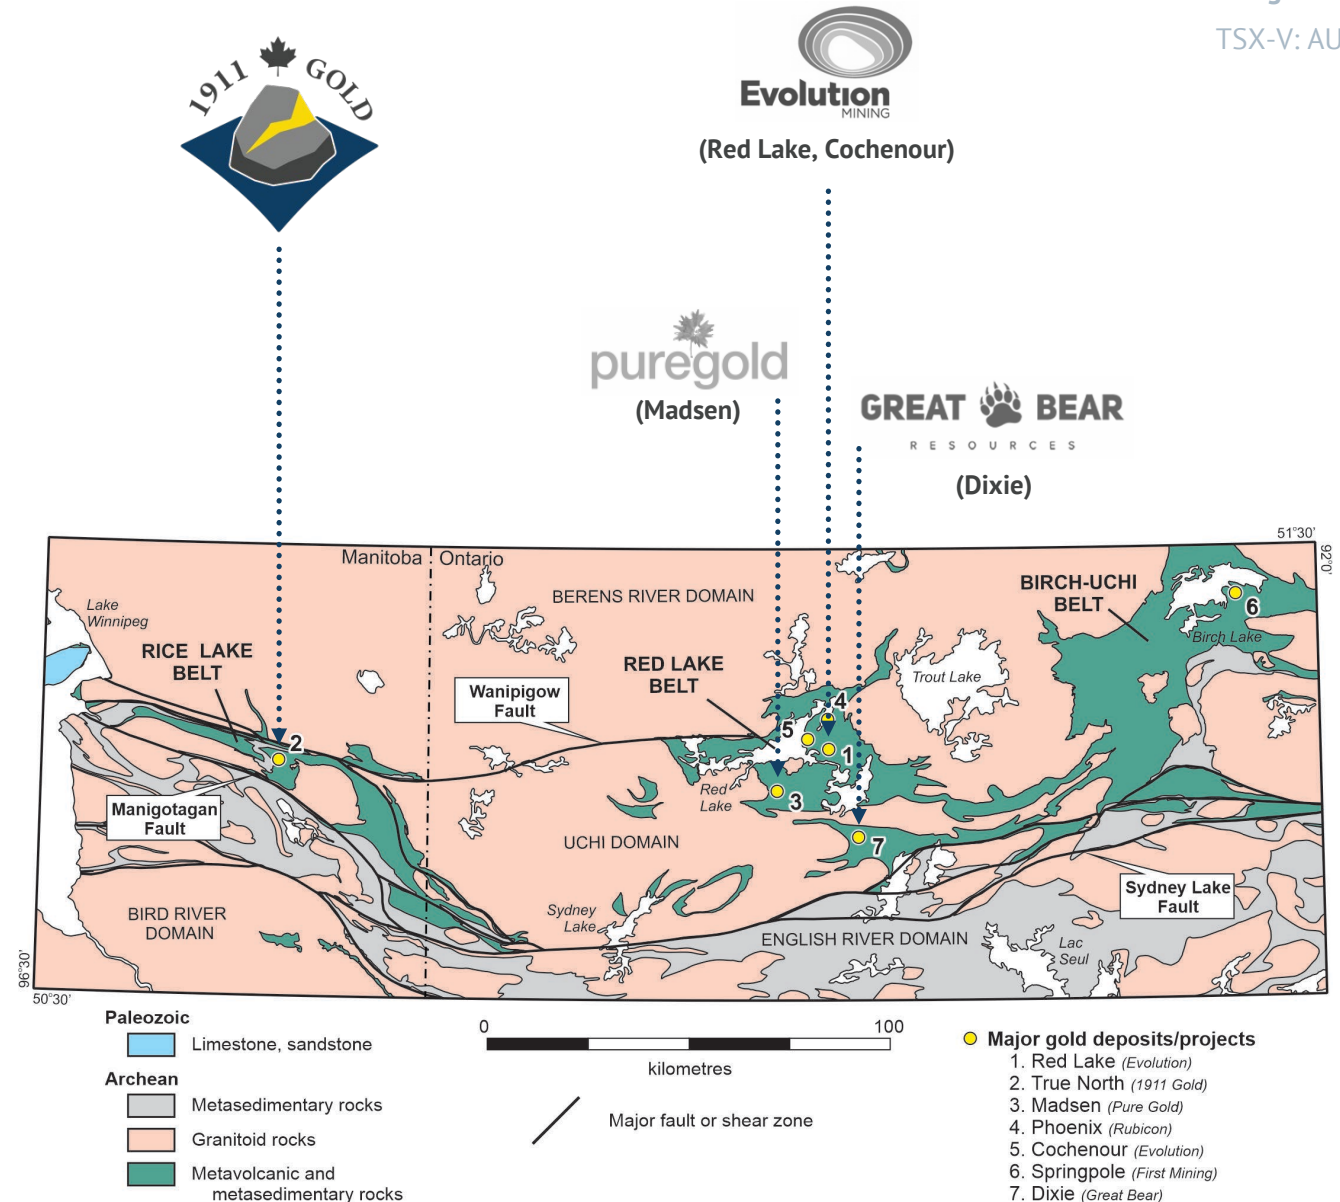 TSX-V: AU
1911 GOLD
Evolution
MINING
(Red Lake, Cochenour)
puregold
(Madsen)
GREAT BEAR
RESOURCES
(Dixie)
51°30'
92°0'
Manitoba
Ontario
BERENS RIVER DOMAIN
BIRCH-UCHI
BELT
6
Birch Lake
Lake
Winnipeg
RICE LAKE
BELT
RED LAKE
BELT
Trout Lake
Wanipigow
Fault
4
5
1
2
Red
Lake
3
Manigotagan
Fault
UCHI DOMAIN
7
Sydney Lake
Fault
BIRD RIVER
DOMAIN
Sydney
Lake
ENGLISH RIVER DOMAIN
Lac
Seul
96°30'
50°30'
Paleozoic
Limestone, sandstone
Archean
Metasedimentary rocks
Granitoid rocks
Metavolcanic and
metasedimentary rocks
0
100
kilometres
Major fault or shear zone
Major gold deposits/projects
1. Red Lake (Evolution)
2. True North (1911 Gold)
3. Madsen (Pure Gold)
4. Phoenix (Rubicon)
5. Cochenour (Evolution)
6. Springpole (First Mining)
7. Dixie (Great Bear)